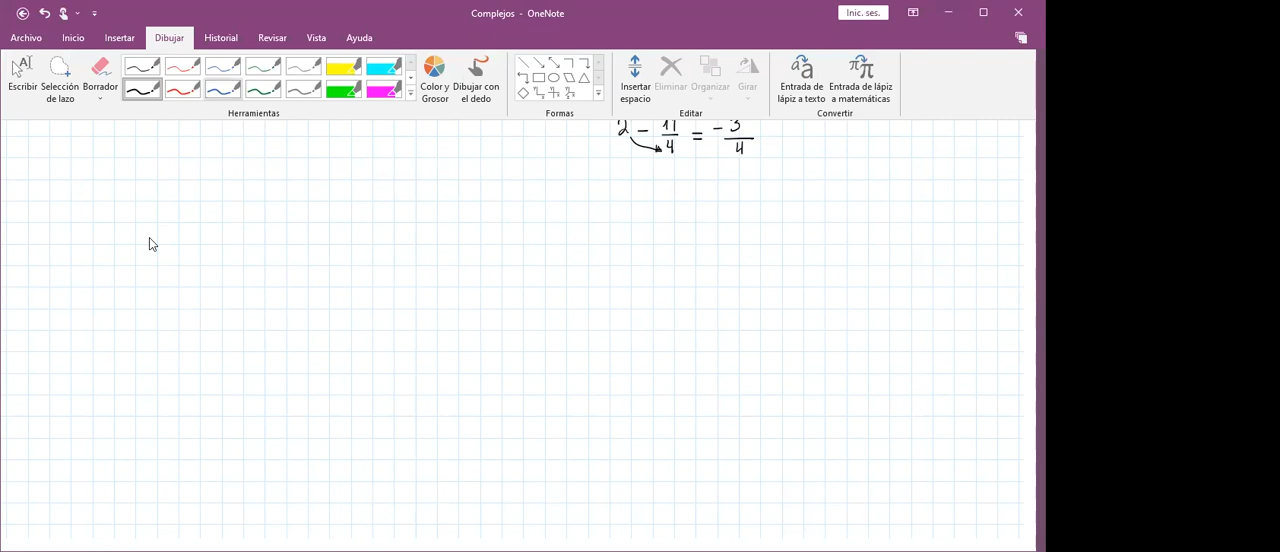 Complejos - OneNote
Inic. ses.
Archivo Inicio Insertar Dibujar Historial Revisar Vista Ayuda
Escribir
Selección de lazo
Borrador
Color y Grosor
Dibujar con el dedo
Insertar espacio
Eliminar
Organizar
Girar
Entrada de lápiz a texto
Entrada de lápiz a matemáticas
Herramientas Formas Editar Convertir
2 - 11/4 = -3/4